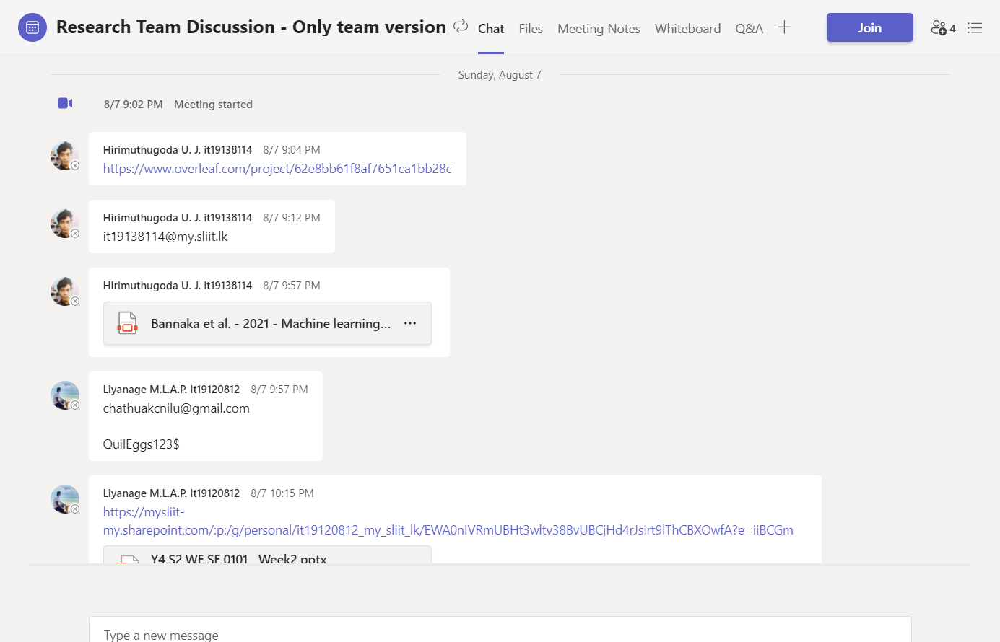 Research Team Discussion - Only team version
Chat Files Meeting Notes Whiteboard Q&A
Join
4
Sunday, August 7
8/7 9:02 PM Meeting started
Hirimuthugoda U. J. it19138114 8/7 9:04 PM
https://www.overleaf.com/project/62e8bb61f8af7651ca1bb28c
Hirimuthugoda U. J. it19138114 8/7 9:12 PM
it19138114@my.sliit.lk
Hirimuthugoda U. J. it19138114 8/7 9:57 PM
Bannaka et al. - 2021 - Machine learning...
Liyanage M.L.A.P. it19120812 8/7 9:57 PM
chathuakcnilu@gmail.com
QuilEggs123$
Liyanage M.L.A.P. it19120812 8/7 10:15 PM
https://mysliit-
my.sharepoint.com/:p:/g/personal/it19120812_my_sliit_lk/EWA0nIVRmUBHt3wltv38BvUBCjHd4rJsirt9lThCBXOwfA?e=iiBCGm
Y4.S2.WE.SE.0101_ Week2.pptx
Type a new message